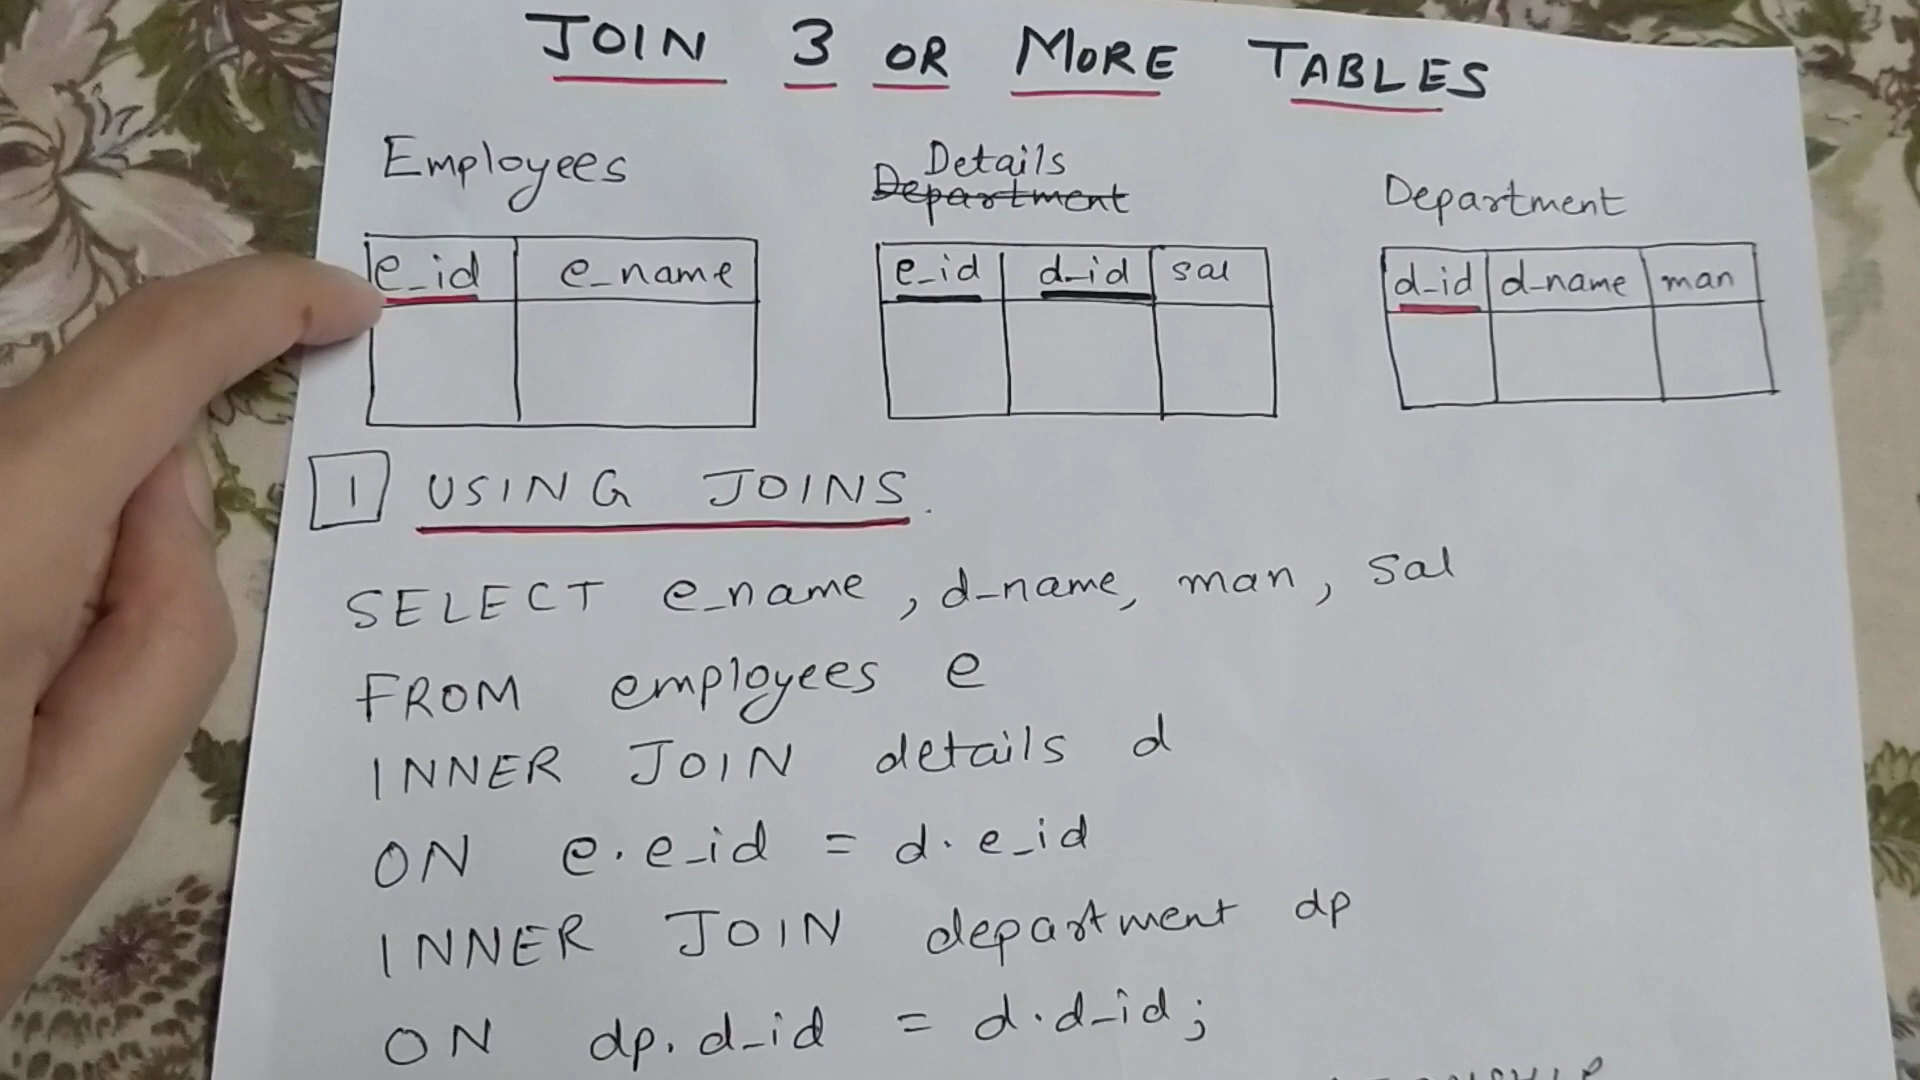 JOIN 3 OR MORE TABLES
Employees
e_id e_name
Details
Department
e_id d_id sal
Department
d_id d_name man
1 USING JOINS.
SELECT e_name, d_name, man, sal
FROM employees e
INNER JOIN details d
ON e.e_id = d.e_id
INNER JOIN department dp
ON dp.d_id = d.d_id;